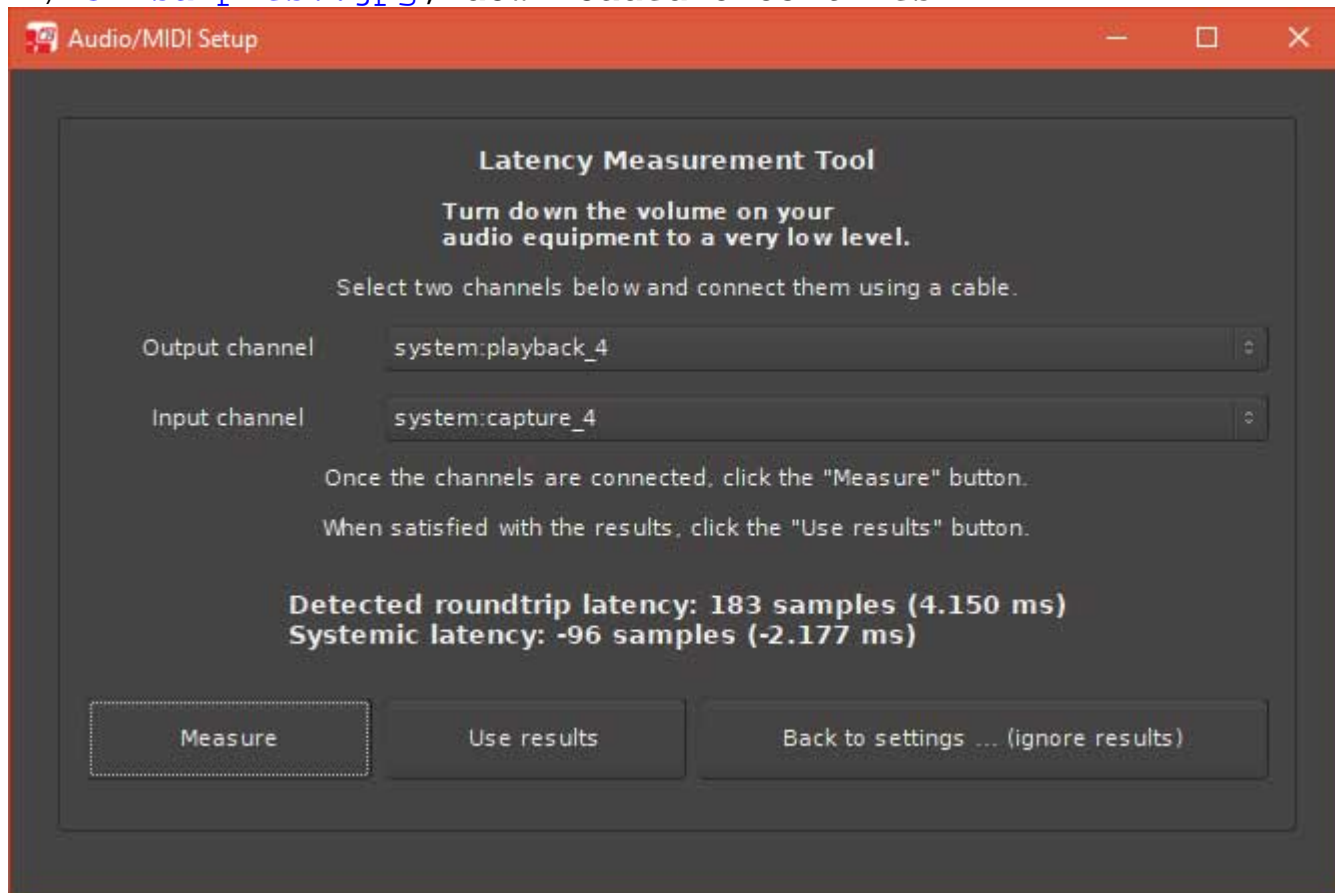 Audio/MIDI Setup
Latency Measurement Tool
Turn down the volume on your
audio equipment to a very low level.
Select two channels below and connect them using a cable.
Output channel system:playback_4
Input channel system:capture_4
Once the channels are connected, click the "Measure" button.
When satisfied with the results, click the "Use results" button.
Detected roundtrip latency: 183 samples (4.150 ms)
Systemic latency: -96 samples (-2.177 ms)
Measure Use results Back to settings ... (ignore results)